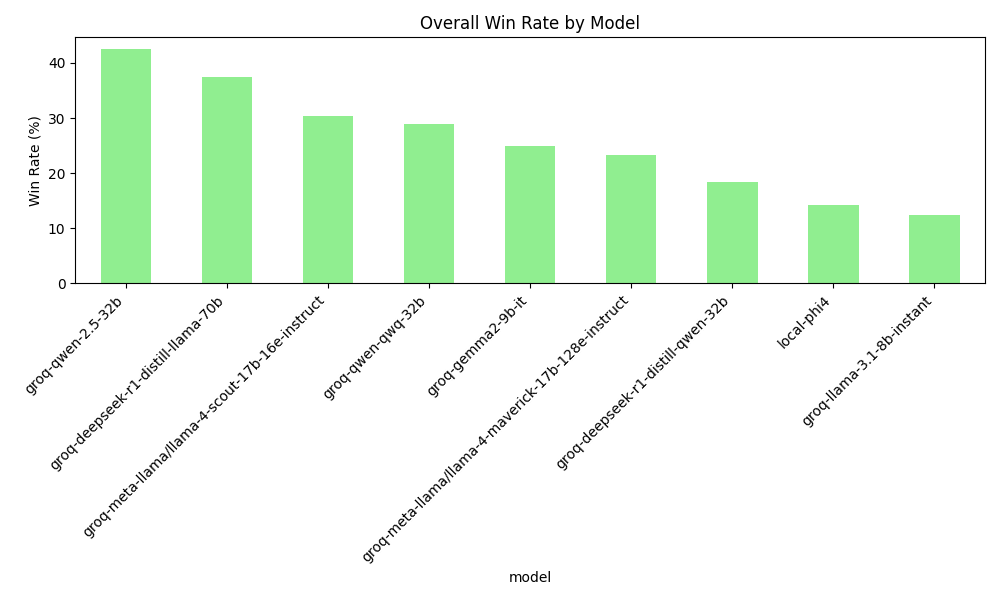 Overall Win Rate by Model
Win Rate (%)
40
30
20
10
0
groq-qwen-2.5-32b
groq-deepseek-r1-distill-llama-70b
groq-meta-llama/llama-4-scout-17b-16e-instruct
groq-qwen-qwq-32b
groq-gemma2-9b-it
groq-meta-llama/llama-4-maverick-17b-128e-instruct
groq-deepseek-r1-distill-qwen-32b
local-phi4
groq-llama-3.1-8b-instant
model